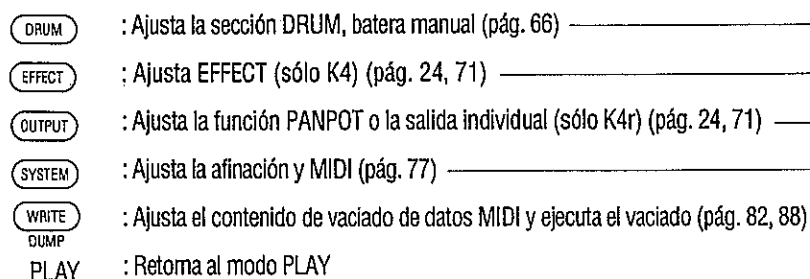 DRUM : Ajusta la sección DRUM, batera manual (pág. 66)
EFFECT : Ajusta EFFECT (sólo K4) (pág. 24, 71)
OUTPUT : Ajusta la función PANPOT o la salida individual (sólo K4r) (pág. 24, 71)
SYSTEM : Ajusta la afinación y MIDI (pág. 77)
WRITE : Ajusta el contenido de vaciado de datos MIDI y ejecuta el vaciado (pág. 82, 88)
DUMP
PLAY : Retorna al modo PLAY